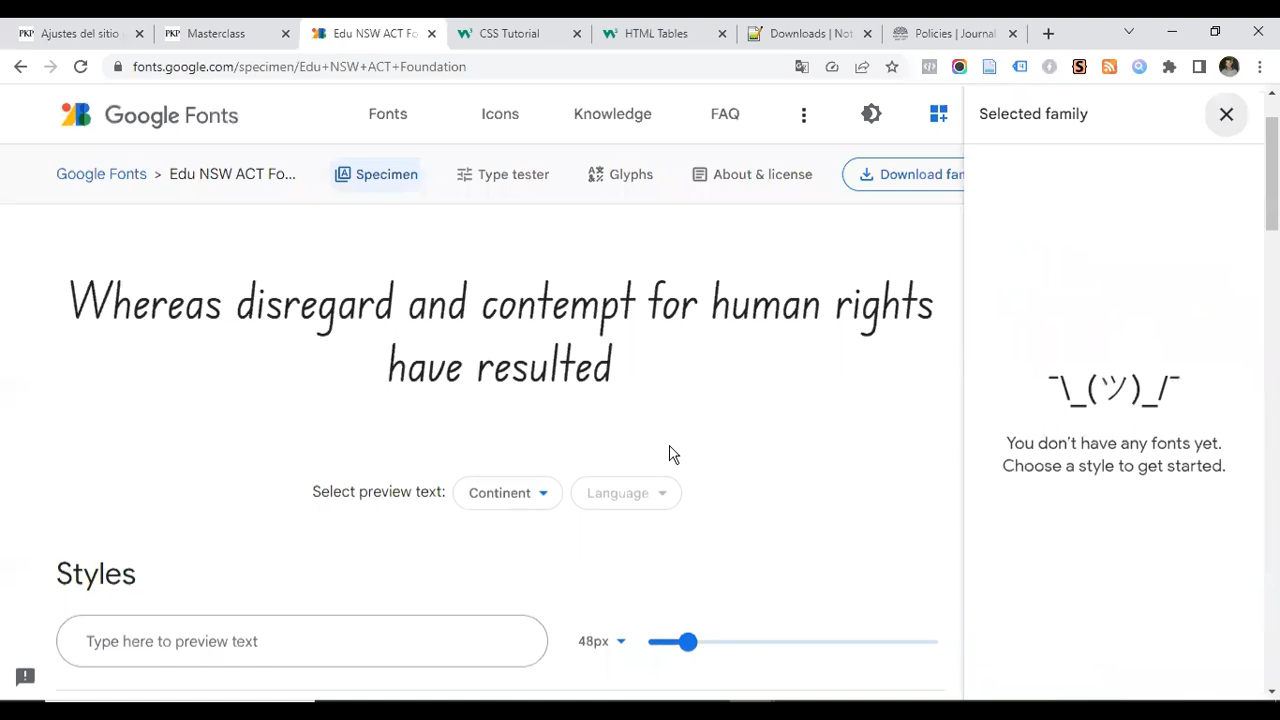 PKP Ajustes del sitio
PKP Masterclass
Edu NSW ACT Fo
CSS Tutorial
HTML Tables
Downloads | Not
Policies | Journal
fonts.google.com/specimen/Edu+NSW+ACT+Foundation
Google Fonts
Fonts
Icons
Knowledge
FAQ
Selected family
Google Fonts > Edu NSW ACT Fo...
Specimen
Type tester
Glyphs
About & license
Download fam
Whereas disregard and contempt for human rights
have resulted
¯\_(ツ)_/¯
You don't have any fonts yet.
Choose a style to get started.
Select preview text:
Continent
Language
Styles
Type here to preview text
48px